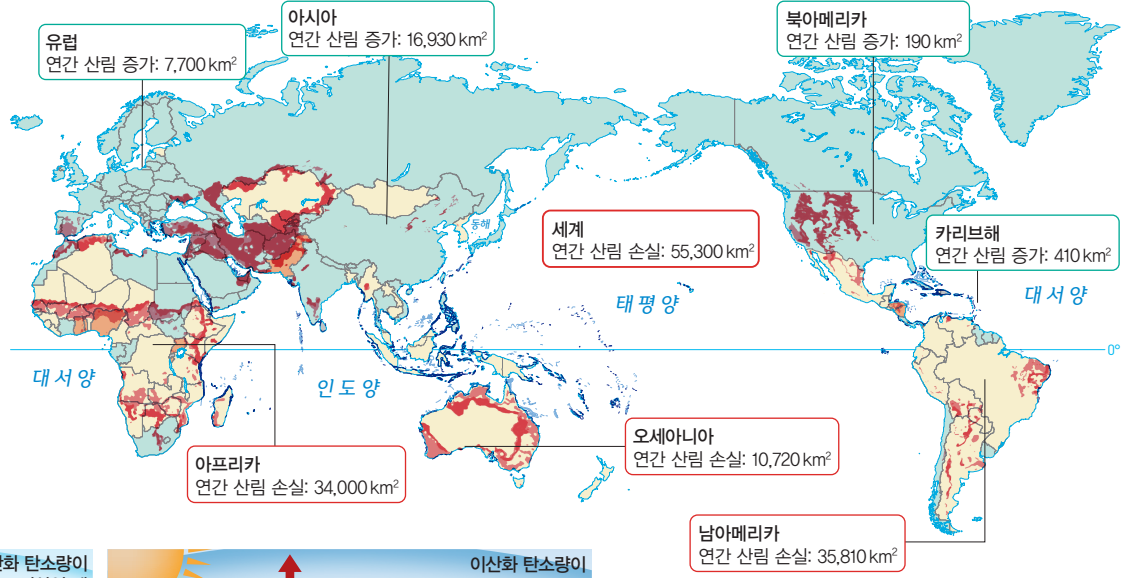 유럽
연간 산림 증가: 7,700 km²
아시아
연간 산림 증가: 16,930 km²
북아메리카
연간 산림 증가: 190 km²
동해
세계
연간 산림 손실: 55,300 km²
카리브해
연간 산림 증가: 410 km²
태평양
대서양
0°
대서양
인도양
아프리카
연간 산림 손실: 34,000 km²
오세아니아
연간 산림 손실: 10,720 km²
남아메리카
연간 산림 손실: 35,810 km²
탄소량이
이산화 탄소량이